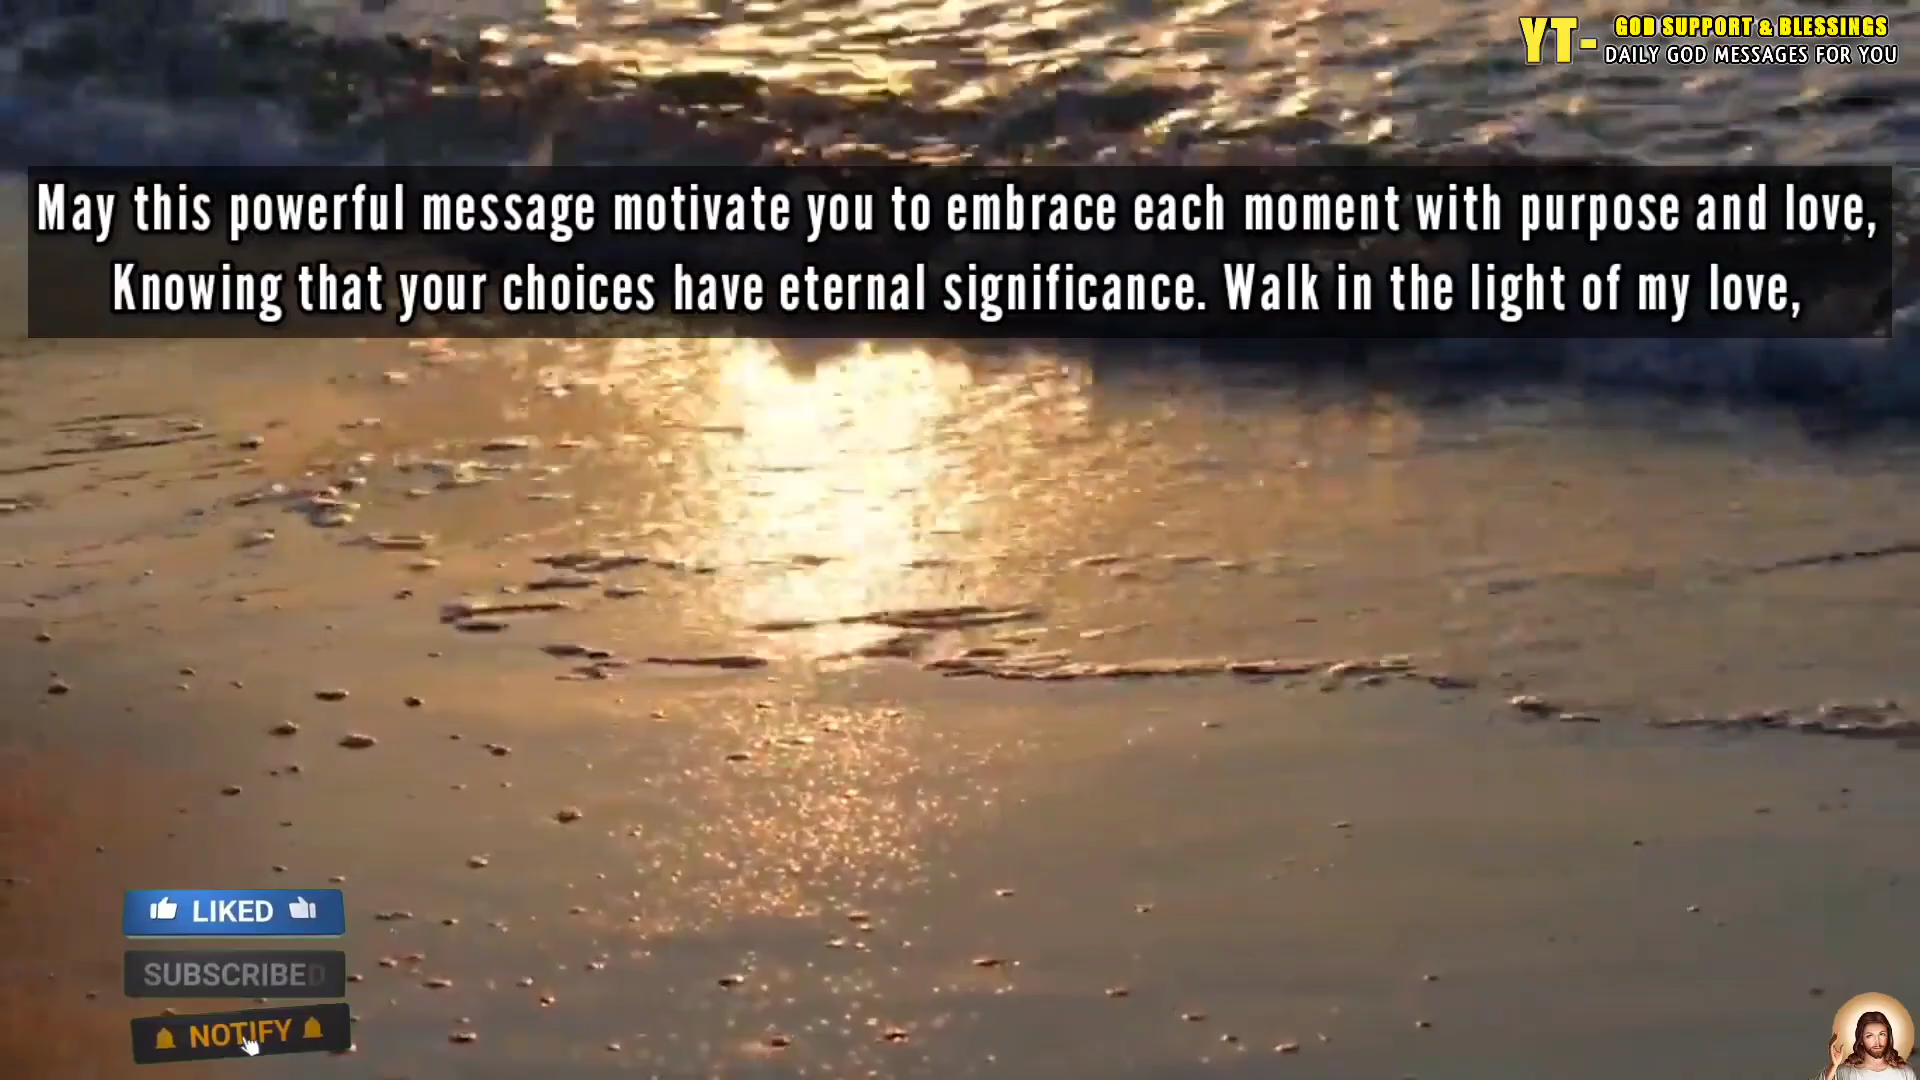 YT-
GOD SUPPORT & BLESSINGS
DAILY GOD MESSAGES FOR YOU
May this powerful message motivate you to embrace each moment with purpose and love,
Knowing that your choices have eternal significance. Walk in the light of my love,
LIKED
SUBSCRIBED
NOTIFY